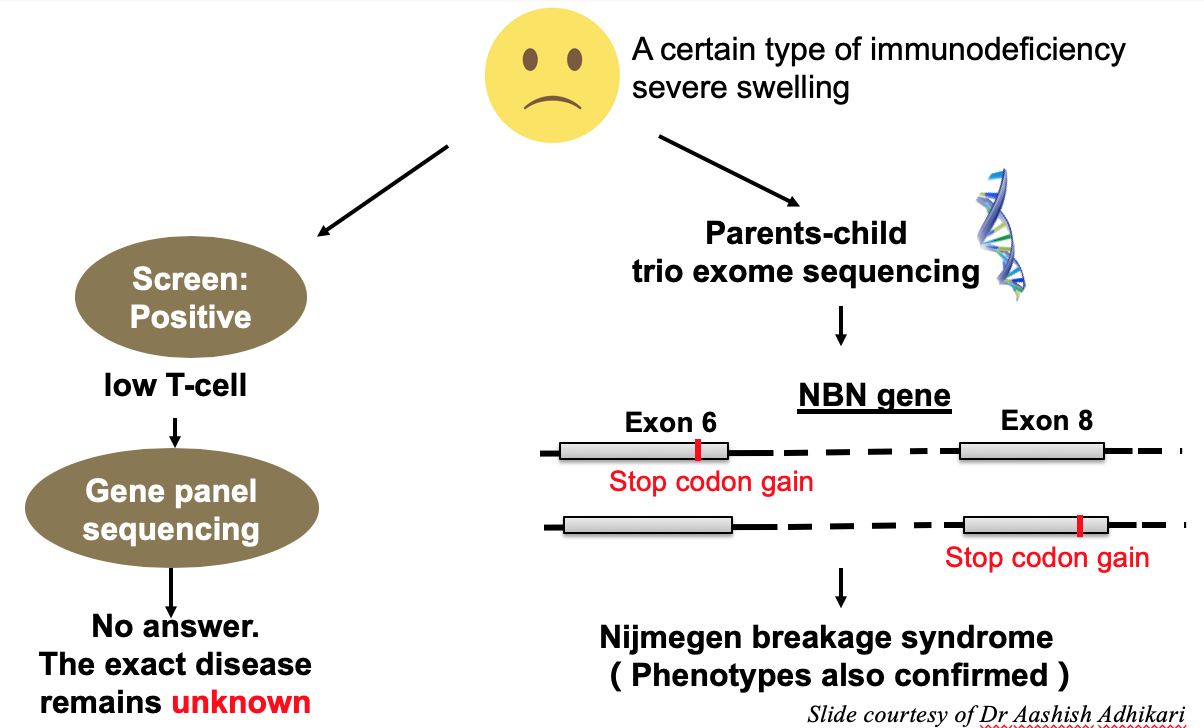 A certain type of immunodeficiency
severe swelling
Screen:
Positive
low T-cell
Gene panel
sequencing
No answer.
The exact disease
remains unknown
Parents-child
trio exome sequencing
NBN gene
Exon 6
Exon 8
Stop codon gain
Stop codon gain
Nijmegen breakage syndrome
( Phenotypes also confirmed )
Slide courtesy of Dr Aashish Adhikari